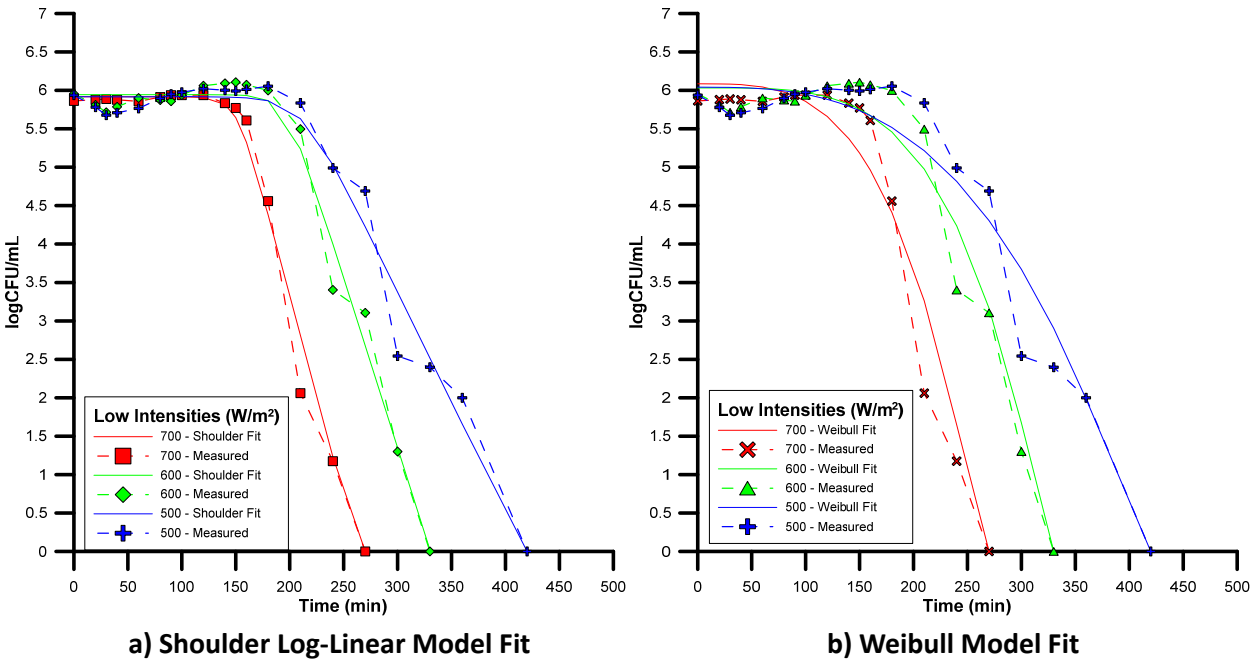 7
6.5
6
5.5
5
4.5
4
3.5
3
2.5
2
1.5
1
0.5
0
logCFU/mL
0 50 100 150 200 250 300 350 400 450 500
Time (min)
Low Intensities (W/m²)
700 - Shoulder Fit
700 - Measured
600 - Shoulder Fit
600 - Measured
500 - Shoulder Fit
500 - Measured
a) Shoulder Log-Linear Model Fit
7
6.5
6
5.5
5
4.5
4
3.5
3
2.5
2
1.5
1
0.5
0
logCFU/mL
0 50 100 150 200 250 300 350 400 450 500
Time (min)
Low Intensities (W/m²)
700 - Weibull Fit
700 - Measured
600 - Weibull Fit
600 - Measured
500 - Weibull Fit
500 - Measured
b) Weibull Model Fit